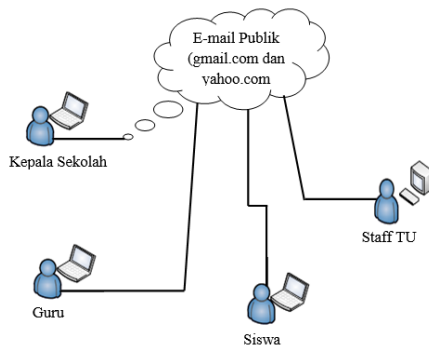 E-mail Publik
(gmail.com dan
yahoo.com
Kepala Sekolah
Staff TU
Guru
Siswa